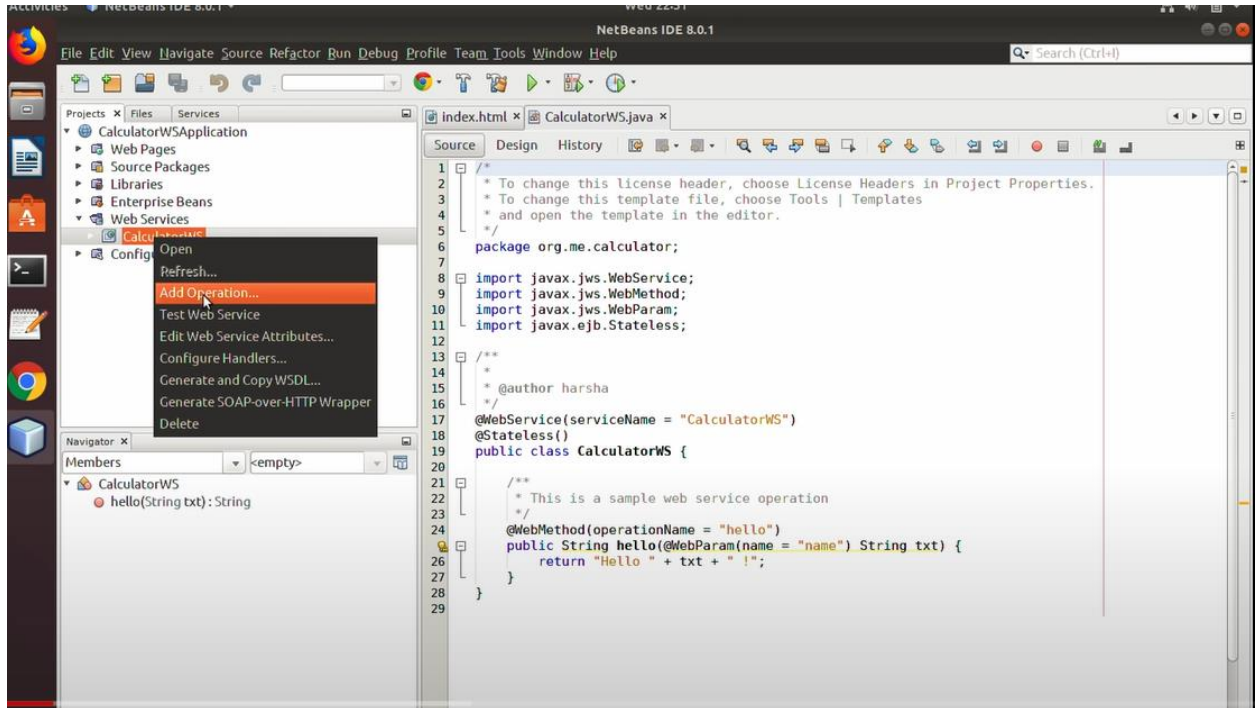 Activities NetBeans IDE 8.0.1 Wed 22:51
NetBeans IDE 8.0.1
File Edit View Navigate Source Refactor Run Debug Profile Team Tools Window Help Search (Ctrl+I)
Projects Files Services
CalculatorWSApplication
Web Pages
Source Packages
Libraries
Enterprise Beans
Web Services
CalculatorWS
Config
Open
Refresh...
Add Operation...
Test Web Service
Edit Web Service Attributes...
Configure Handlers...
Generate and Copy WSDL...
Generate SOAP-over-HTTP Wrapper
Delete
Navigator
Members <empty>
CalculatorWS
hello(String txt) : String
index.html CalculatorWS.java
Source Design History
1 /*
2 * To change this license header, choose License Headers in Project Properties.
3 * To change this template file, choose Tools | Templates
4 * and open the template in the editor.
5 */
6 package org.me.calculator;
7
8 import javax.jws.WebService;
9 import javax.jws.WebMethod;
10 import javax.jws.WebParam;
11 import javax.ejb.Stateless;
12
13 /**
14 *
15 * @author harsha
16 */
17 @WebService(serviceName = "CalculatorWS")
18 @Stateless()
19 public class CalculatorWS {
20
21 /**
22 * This is a sample web service operation
23 */
24 @WebMethod(operationName = "hello")
public String hello(@WebParam(name = "name") String txt) {
26 return "Hello " + txt + " !";
27 }
28 }
29